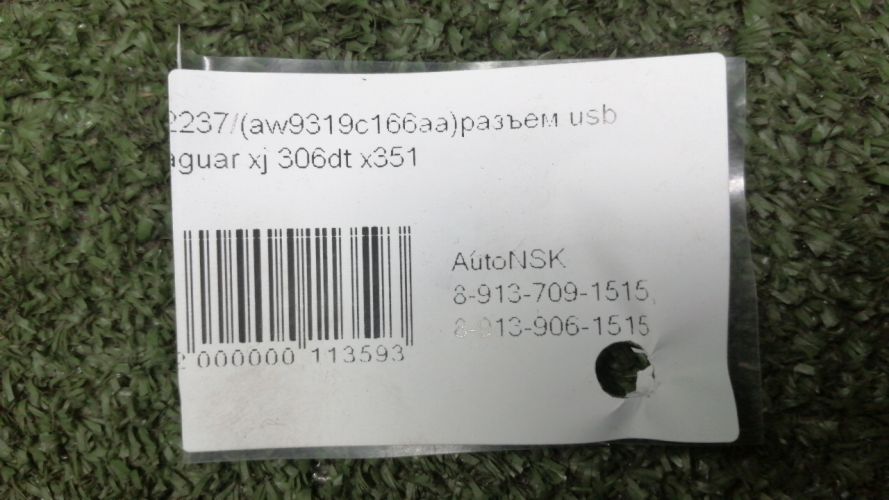 2237/(aw9319c166aa)разъем usb
aguar xj 306dt x351
AutoNSK
8-913-709-1515,
8-913-906-1515
2 000000 113593